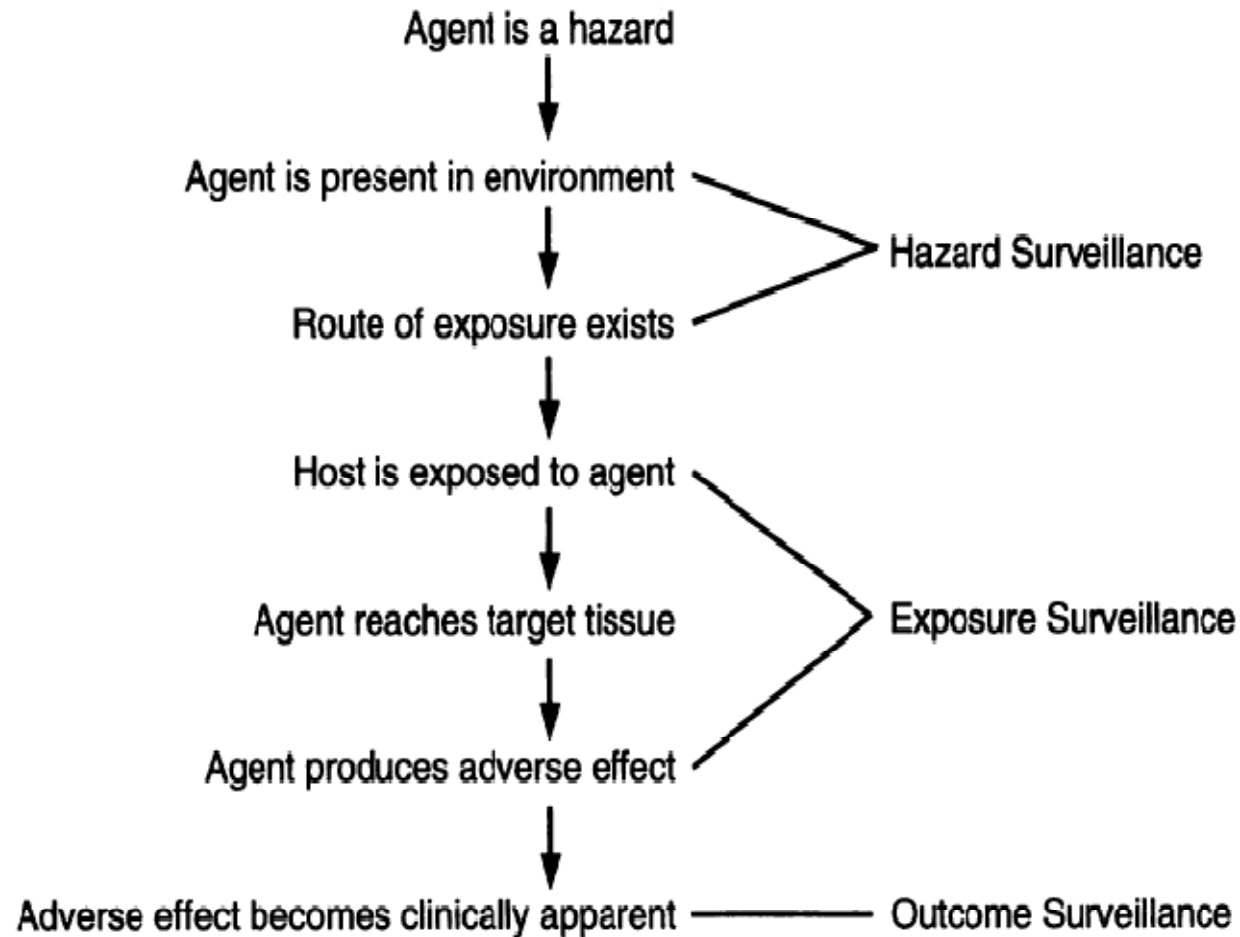 Agent is a hazard
Agent is present in environment
Hazard Surveillance
Route of exposure exists
Host is exposed to agent
Agent reaches target tissue
Exposure Surveillance
Agent produces adverse effect
Adverse effect becomes clinically apparent
Outcome Surveillance